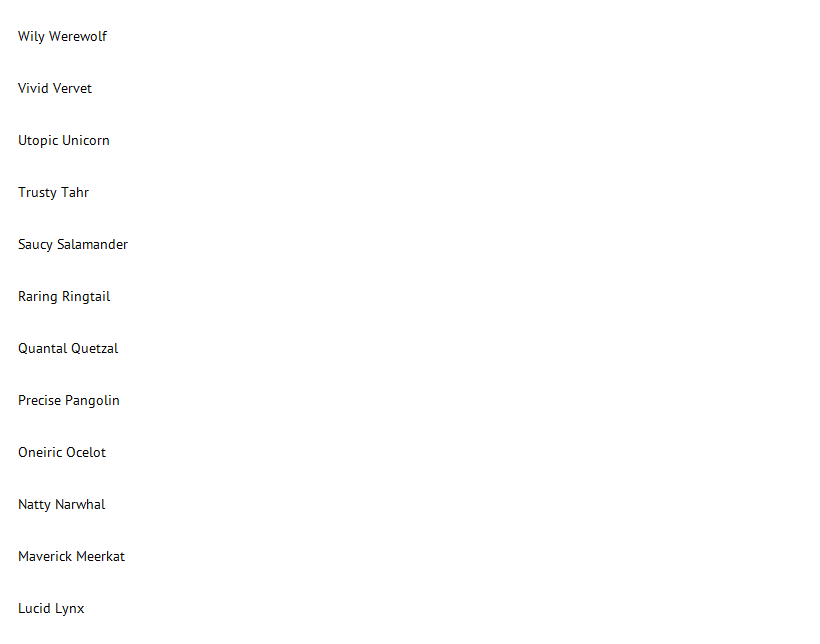 Wily Werewolf
Vivid Vervet
Utopic Unicorn
Trusty Tahr
Saucy Salamander
Raring Ringtail
Quantal Quetzal
Precise Pangolin
Oneiric Ocelot
Natty Narwhal
Maverick Meerkat
Lucid Lynx